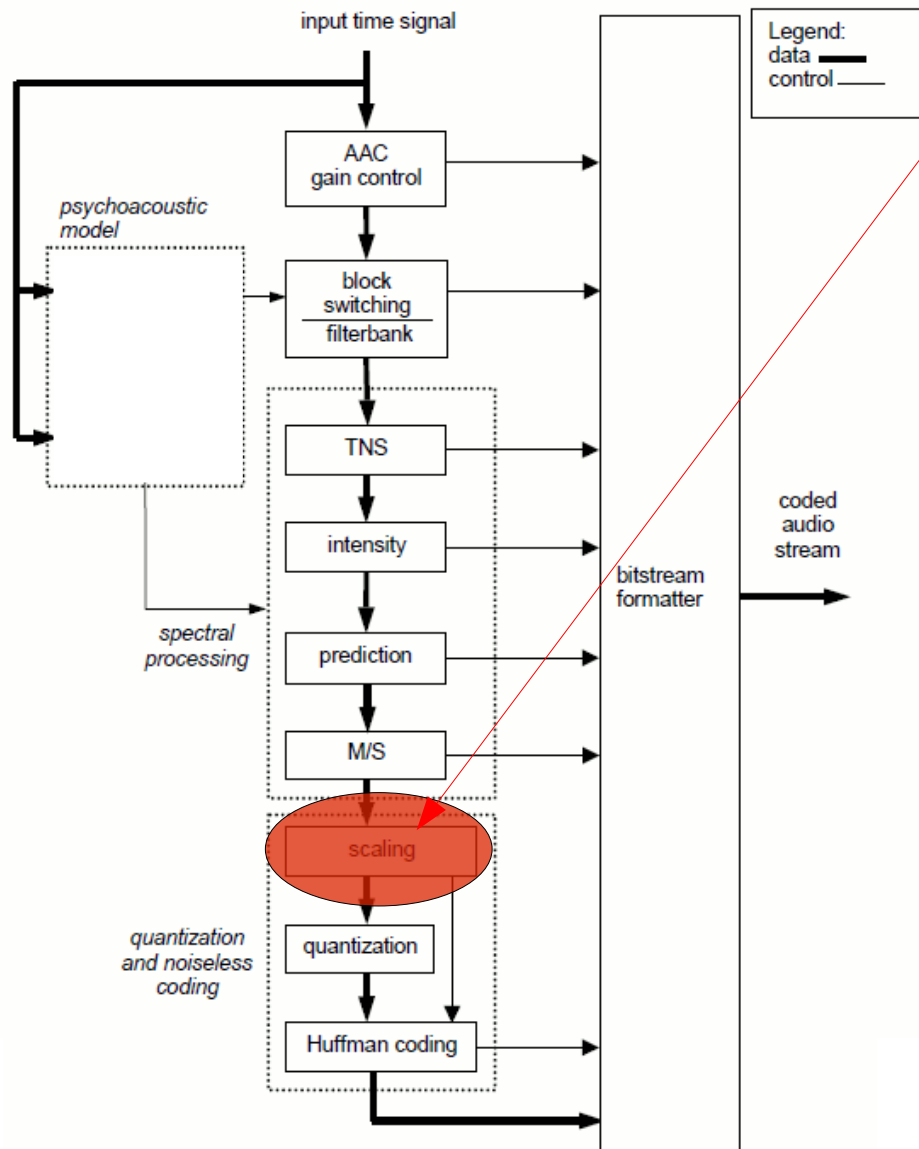 input time signal
Legend:
data
control
AAC
gain control
psychoacoustic
model
block
switching
filterbank
TNS
intensity
coded
audio
stream
bitstream
formatter
spectral
processing
prediction
M/S
scaling
quantization
and noiseless
coding
quantization
Huffman coding